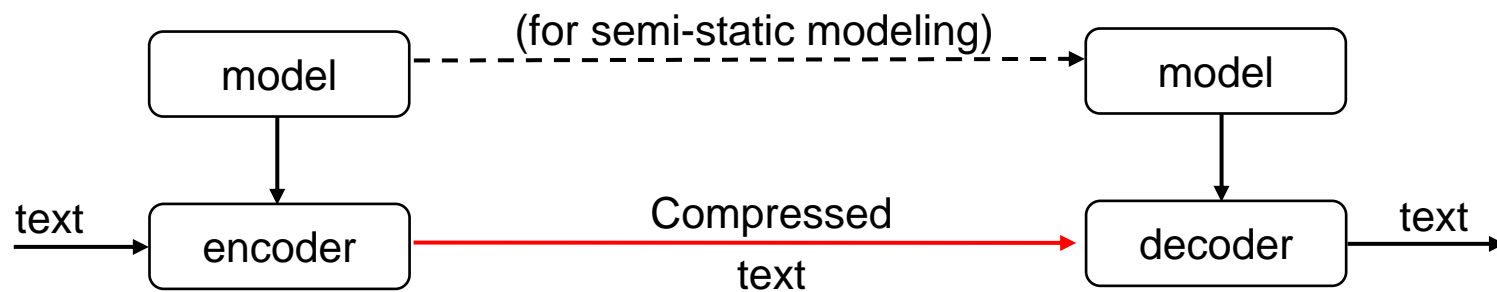 (for semi-static modeling)
model
model
text
encoder
Compressed
text
decoder
text